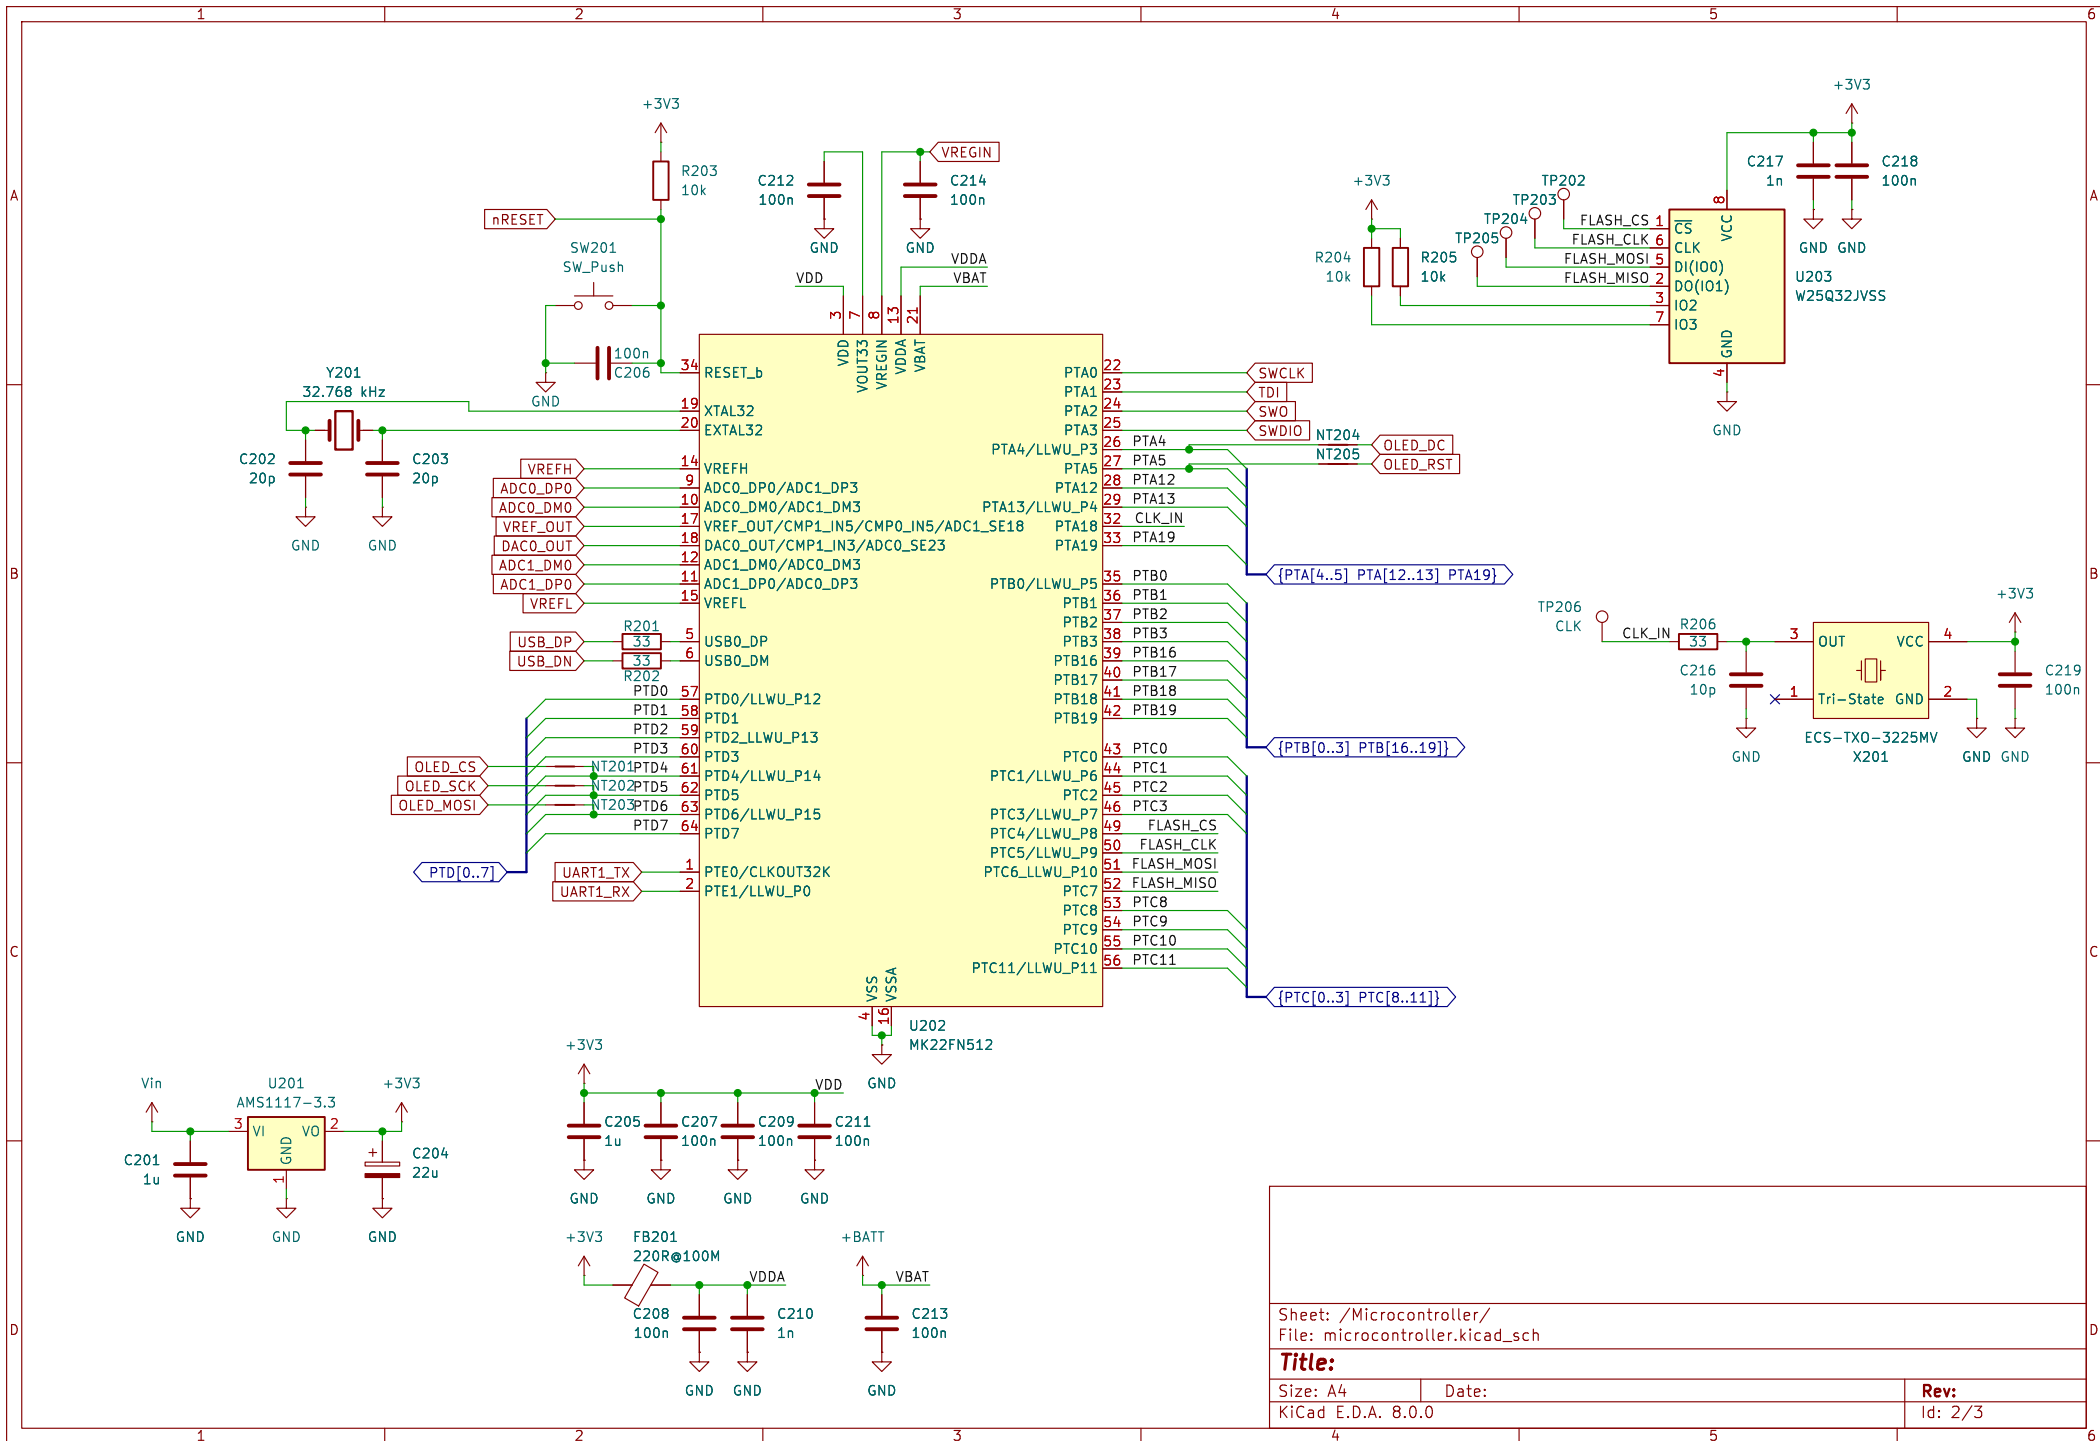 1 2 3 4 5 6
A
B
C
D
A
B
C
D
1 2 3 4 5 6
+3V3
R203
10k
nRESET
SW201
SW_Push
100n
C206
GND
Y201
32.768 kHz
C202
20p
GND
C203
20p
GND
C212
100n
GND
VREGIN
C214
100n
GND
VDD
VDDA
VBAT
3 7 8 13 21
VDD VOUT33 VREGIN VDDA VBAT
34 RESET_b
19 XTAL32
20 EXTAL32
VREFH 14 VREFH
ADC0_DP0 9 ADC0_DP0/ADC1_DP3
ADC0_DM0 10 ADC0_DM0/ADC1_DM3
VREF_OUT 17 VREF_OUT/CMP1_IN5/CMP0_IN5/ADC1_SE18
DAC0_OUT 18 DAC0_OUT/CMP1_IN3/ADC0_SE23
ADC1_DM0 12 ADC1_DM0/ADC0_DM3
ADC1_DP0 11 ADC1_DP0/ADC0_DP3
VREFL 15 VREFL
R201
USB_DP 33 5 USB0_DP
USB_DN 33 6 USB0_DM
R202
PTD0 57 PTD0/LLWU_P12
PTD1 58 PTD1
PTD2 59 PTD2_LLWU_P13
PTD3 60 PTD3
OLED_CS NT201 PTD4 61 PTD4/LLWU_P14
OLED_SCK NT202 PTD5 62 PTD5
OLED_MOSI NT203 PTD6 63 PTD6/LLWU_P15
PTD7 64 PTD7
PTD[0..7]
UART1_TX 1 PTE0/CLKOUT32K
UART1_RX 2 PTE1/LLWU_P0
PTA0 22 SWCLK
PTA1 23 TDI
PTA2 24 SWO
PTA3 25 SWDIO
PTA4/LLWU_P3 26 PTA4 NT204 OLED_DC
PTA5 27 PTA5 NT205 OLED_RST
PTA12 28 PTA12
PTA13/LLWU_P4 29 PTA13
PTA18 32 CLK_IN
PTA19 33 PTA19
{PTA[4..5] PTA[12..13] PTA19}
PTB0/LLWU_P5 35 PTB0
PTB1 36 PTB1
PTB2 37 PTB2
PTB3 38 PTB3
PTB16 39 PTB16
PTB17 40 PTB17
PTB18 41 PTB18
PTB19 42 PTB19
{PTB[0..3] PTB[16..19]}
PTC0 43 PTC0
PTC1/LLWU_P6 44 PTC1
PTC2 45 PTC2
PTC3/LLWU_P7 46 PTC3
PTC4/LLWU_P8 49 FLASH_CS
PTC5/LLWU_P9 50 FLASH_CLK
PTC6_LLWU_P10 51 FLASH_MOSI
PTC7 52 FLASH_MISO
PTC8 53 PTC8
PTC9 54 PTC9
PTC10 55 PTC10
PTC11/LLWU_P11 56 PTC11
{PTC[0..3] PTC[8..11]}
VSS VSSA
4 16
U202
MK22FN512
GND
+3V3
R204
10k
R205
10k
TP202
TP203
TP204
TP205
FLASH_CS 1 CS
FLASH_CLK 6 CLK
FLASH_MOSI 5 DI(IO0)
FLASH_MISO 2 DO(IO1)
3 IO2
7 IO3
8 VCC
GND 4
U203
W25Q32JVSS
GND
+3V3
C217
1n
GND
C218
100n
GND
TP206
CLK
CLK_IN
R206
33
C216
10p
GND
3 OUT VCC 4
1 Tri-State GND 2
ECS-TXO-3225MV
X201
GND
+3V3
C219
100n
GND
Vin
U201
AMS1117-3.3
+3V3
3 VI VO 2
GND
1
C201
1u
GND
GND
+
C204
22u
GND
+3V3
VDD
C205
1u
C207
100n
C209
100n
C211
100n
GND GND GND GND
+3V3
FB201
220R@100M
VDDA
C208
100n
C210
1n
GND GND
+BATT
VBAT
C213
100n
GND
Sheet: /Microcontroller/
File: microcontroller.kicad_sch
Title:
Size: A4 Date: Rev:
KiCad E.D.A. 8.0.0 Id: 2/3